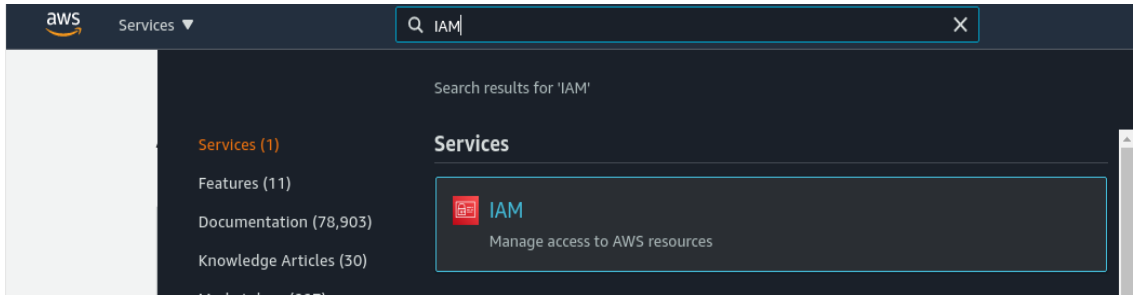 aws
Services ▼
IAM
Search results for 'IAM'
Services (1)
Features (11)
Documentation (78,903)
Knowledge Articles (30)
Services
IAM
Manage access to AWS resources